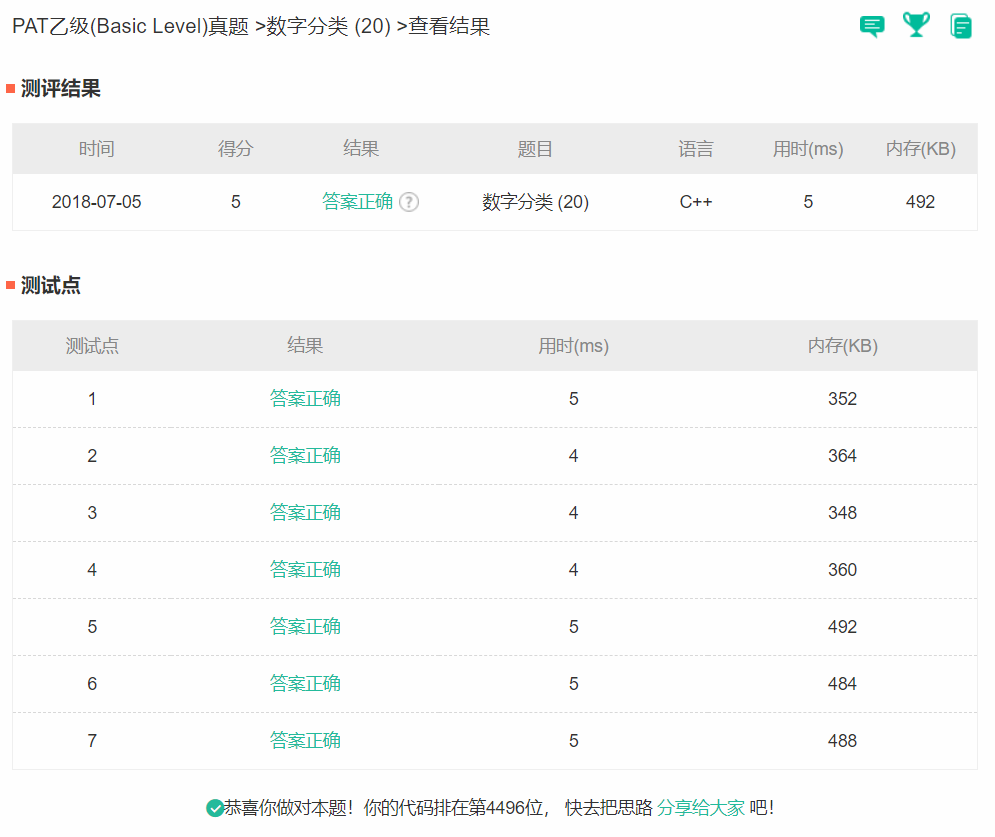 PAT乙级(Basic Level)真题 >数字分类 (20) >查看结果
测评结果
时间 得分 结果 题目 语言 用时(ms) 内存(KB)
2018-07-05 5 答案正确 ? 数字分类 (20) C++ 5 492
测试点
测试点 结果 用时(ms) 内存(KB)
1 答案正确 5 352
2 答案正确 4 364
3 答案正确 4 348
4 答案正确 4 360
5 答案正确 5 492
6 答案正确 5 484
7 答案正确 5 488
恭喜你做对本题！你的代码排在第4496位， 快去把思路 分享给大家 吧！